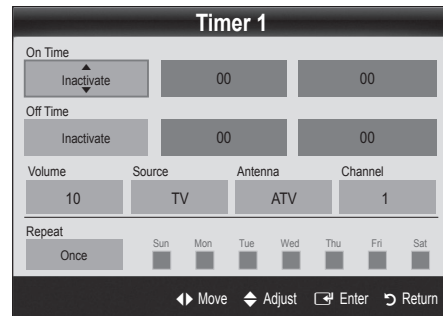 Timer 1
On Time
Inactivate 00 00
Off Time
Inactivate 00 00
Volume Source Antenna Channel
10 TV ATV 1
Repeat
Once Sun Mon Tue Wed Thu Fri Sat
Move Adjust Enter Return